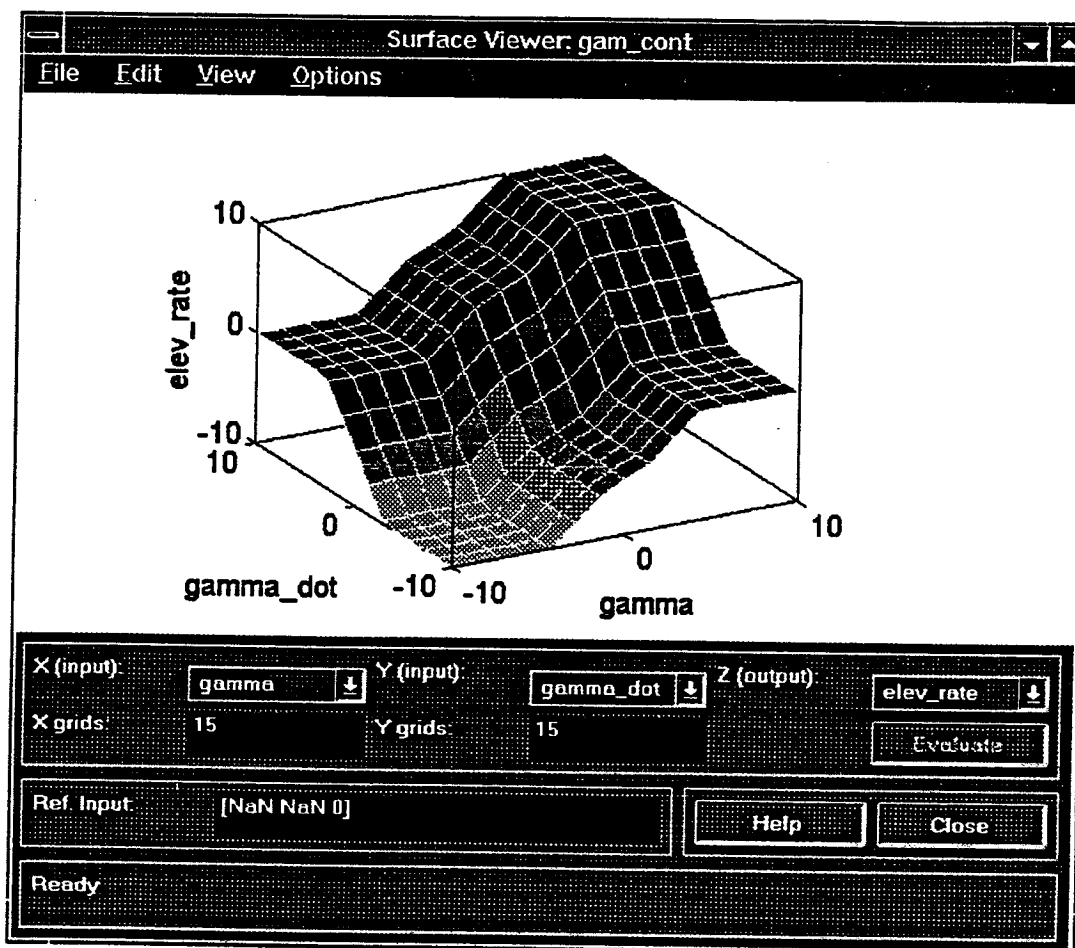 Surface Viewer: gam_cont
File Edit View Options
10
0
-10
elev_rate
10
0
-10
gamma_dot
-10
0
10
gamma
X (input): gamma Y (input): gamma_dot Z (output): elev_rate
X grids: 15 Y grids: 15 Evaluate
Ref. Input: [NaN NaN 0] Help Close
Ready